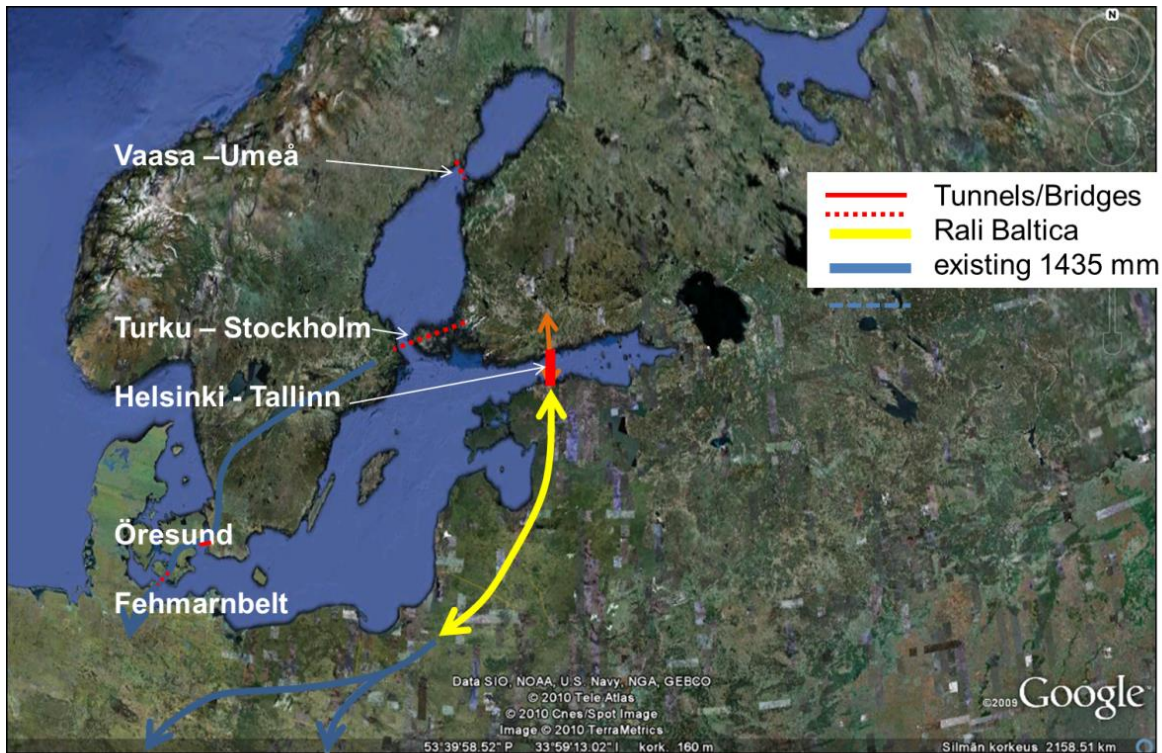 N
Vaasa –Umeå
Tunnels/Bridges
Rali Baltica
existing 1435 mm
Turku – Stockholm
Helsinki - Tallinn
Öresund
Fehmarnbelt
Data SIO, NOAA, U.S. Navy, NGA, GEBCO
© 2010 Tele Atlas
© 2010 Cnes/Spot Image
Image © 2010 TerraMetrics
©2009 Google™
53°39'58.52" P 33°59'13.02" I kork. 160 m
Silmän korkeus 2158.51 km